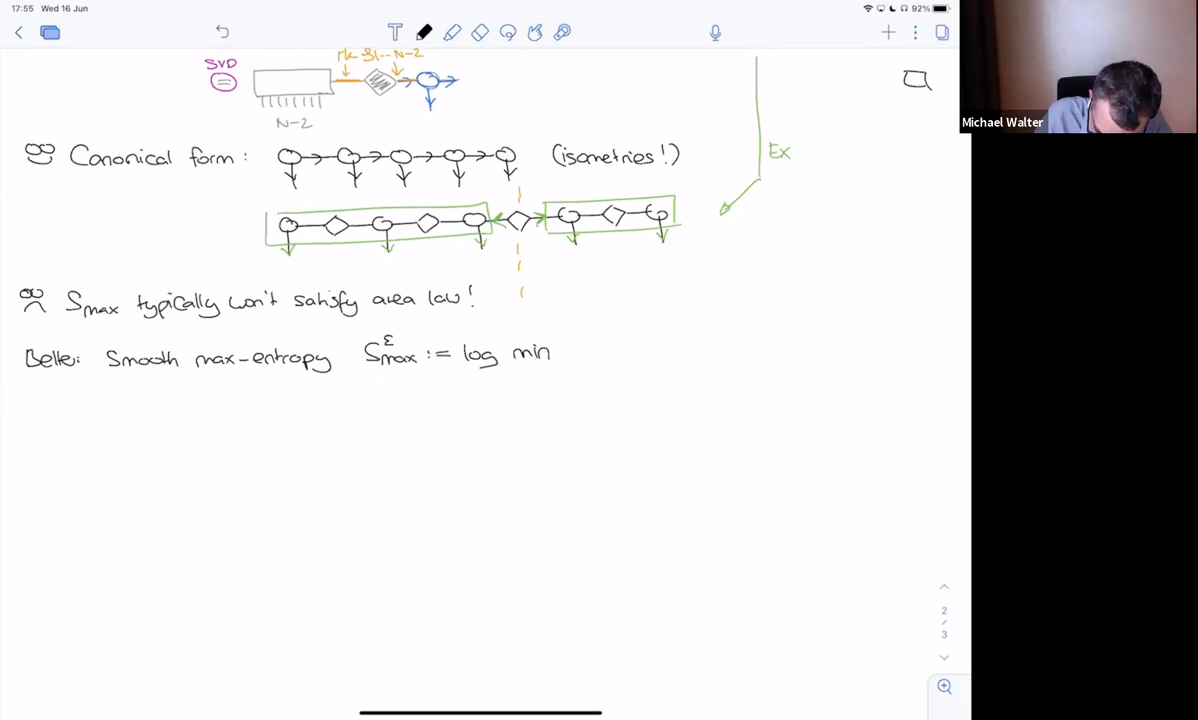 17:55 Wed 16 Jun
92%
rk S1...N-2
SVD
=
N-2
Michael Walter
Canonical form: (isometries!)
Ex
Smax typically won't satisfy area law!
Better: Smooth max-entropy S^ε_max := log min
2
/
3